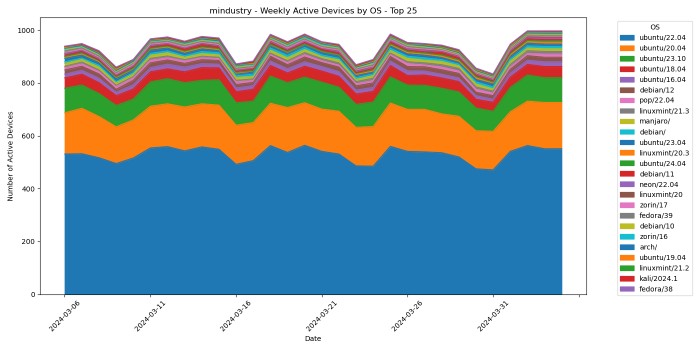 mindustry - Weekly Active Devices by OS - Top 25
Number of Active Devices
1000
800
600
400
200
0
2024-03-06
2024-03-11
2024-03-16
2024-03-21
2024-03-26
2024-03-31
Date
OS
ubuntu/22.04
ubuntu/20.04
ubuntu/23.10
ubuntu/18.04
ubuntu/16.04
debian/12
pop/22.04
linuxmint/21.3
manjaro/
debian/
ubuntu/23.04
linuxmint/20.3
ubuntu/24.04
debian/11
neon/22.04
linuxmint/20
zorin/17
fedora/39
debian/10
zorin/16
arch/
ubuntu/19.04
linuxmint/21.2
kali/2024.1
fedora/38